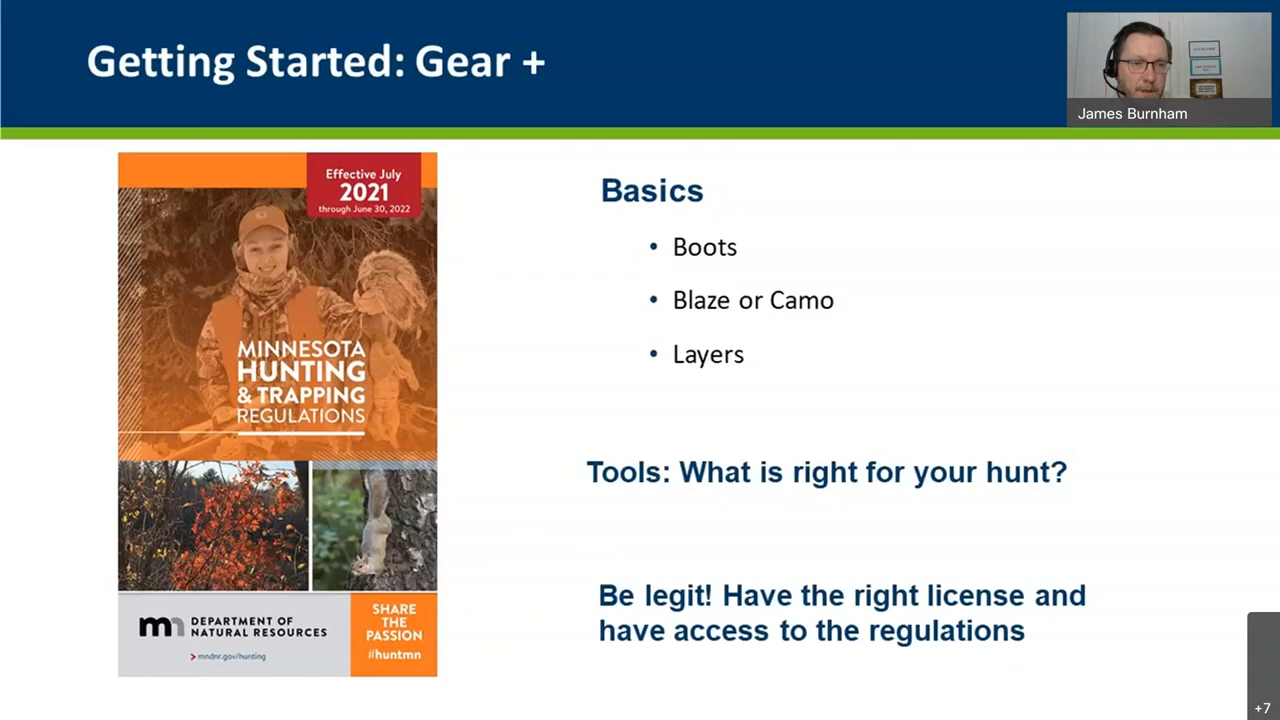 Getting Started: Gear +
James Burnham
Effective July
2021
through June 30, 2022
MINNESOTA
HUNTING
& TRAPPING
REGULATIONS
DEPARTMENT OF
NATURAL RESOURCES
mndnr.gov/hunting
SHARE
THE
PASSION
#huntmn
Basics
• Boots
• Blaze or Camo
• Layers
Tools: What is right for your hunt?
Be legit! Have the right license and
have access to the regulations
+7